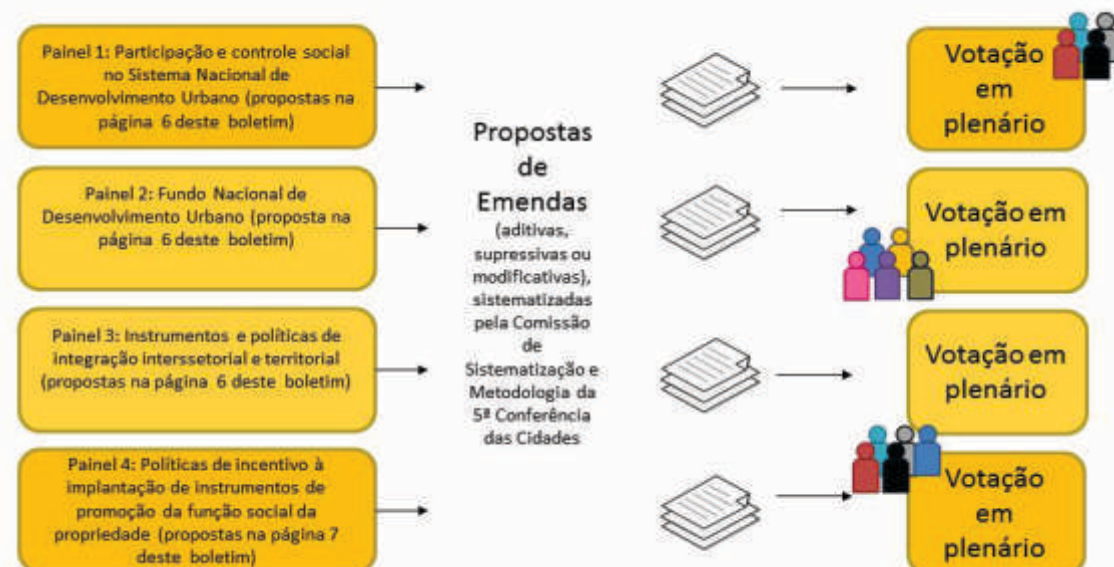 Painel 1: Participação e controle social
no Sistema Nacional de
Desenvolvimento Urbano (propostas na
página 6 deste boletim)
Painel 2: Fundo Nacional de
Desenvolvimento Urbano (proposta na
página 6 deste boletim)
Painel 3: Instrumentos e políticas de
integração interssetorial e territorial
(propostas na página 6 deste boletim)
Painel 4: Políticas de incentivo à
implantação de instrumentos de
promoção da função social da
propriedade (propostas na página 7
deste boletim)
Propostas
de
Emendas
(aditivas,
supressivas ou
modificativas),
sistematizadas
pela Comissão
de
Sistematização e
Metodologia da
5ª Conferência
das Cidades
Votação
em
plenário
Votação em
plenário
Votação em
plenário
Votação
em
plenário